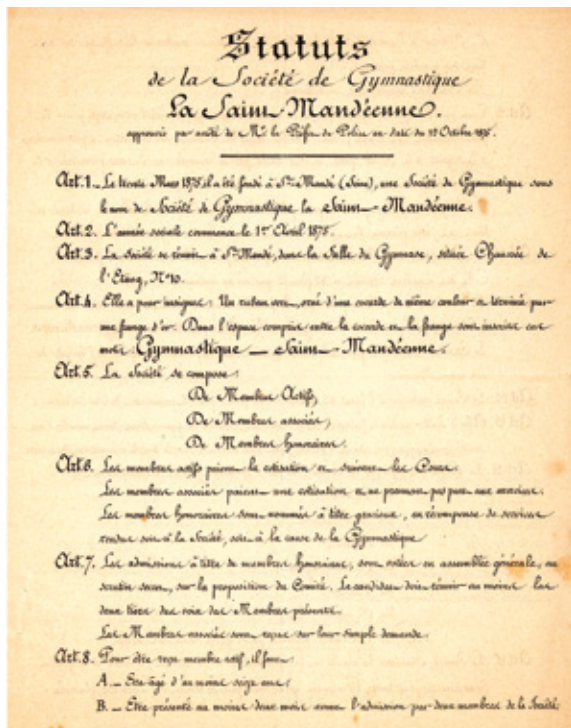 Statuts
de la Société de Gymnastique
La Saint-Mandéenne.
approuvés par arrêté de Mr. le Préfet de Police en date du Octobre 1875.
Art. 1 _ Le trente Mars 1875 il a été fondé à St. Mandé (Seine), une Société de Gymnastique sous
le nom de Société de Gymnastique la Saint-Mandéenne.
Art. 2. L'année sociale commence le 1er Avril 1875.
Art. 3. La Société se réunit à St. Mandé, dans la Salle du Gymnase, située Chaussée de
l'Etang, No 10.
Art. 4. Elle a pour insigne : Un ruban vert, orné d'une cocarde de même couleur et terminée par
une frange d'or. Dans l'espace compris entre la cocarde et la frange sont inscrits ces
mots Gymnastique _ Saint-Mandéenne.
Art. 5. La Société se compose :
De Membres Actifs,
De Membres associés,
De Membres honoraires.
Art. 6. Les membres actifs paient la cotisation et suivent les Cours.
Les membres associés paient une cotisation et ne prennent pas part aux exercices.
Les membres honoraires sont nommés à titre gracieux, en récompense de services
rendus soit à la Société, soit à la cause de la Gymnastique
Art. 7. Les admissions à titre de membres honoraires, sont votées en assemblée générale, au
scrutin secret, sur la proposition du Comité. Le candidat doit réunir au moins les
deux tiers des voix des Membres présents.
Les Membres associés sont reçus sur leur simple demande.
Art. 8. Pour être reçu membre actif, il faut :
A _ Etre âgé d'au moins seize ans ;
B. _ Etre présenté au moins deux mois avant l'admission par deux membres de la Société;